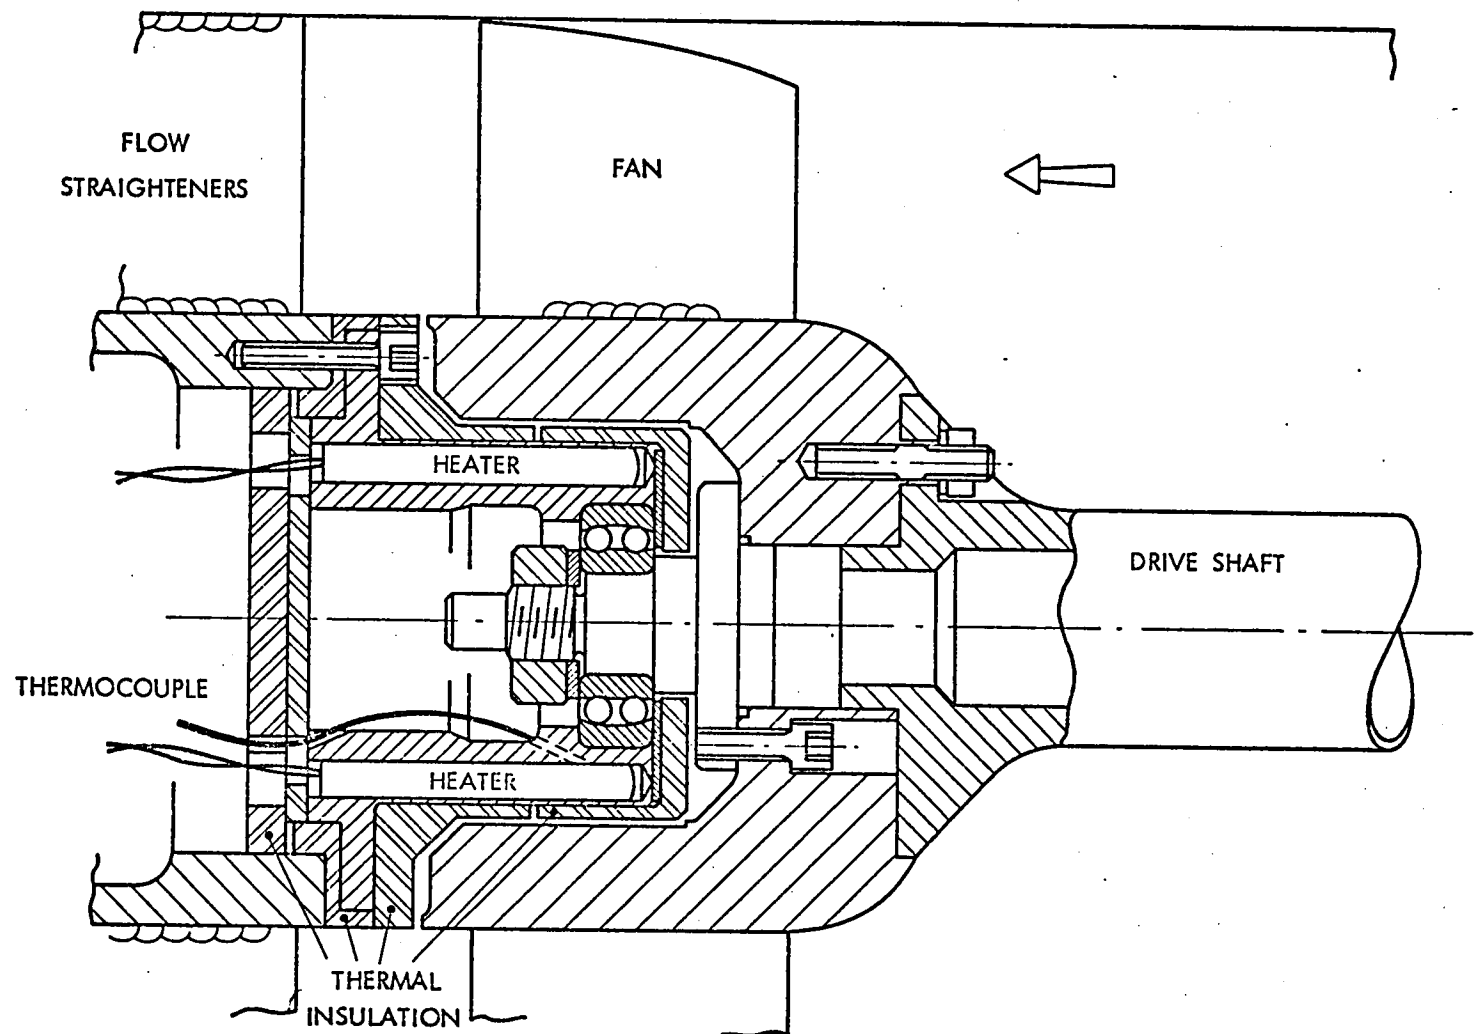 FLOW
STRAIGHTENERS
FAN
HEATER
DRIVE SHAFT
THERMOCOUPLE
HEATER
THERMAL
INSULATION